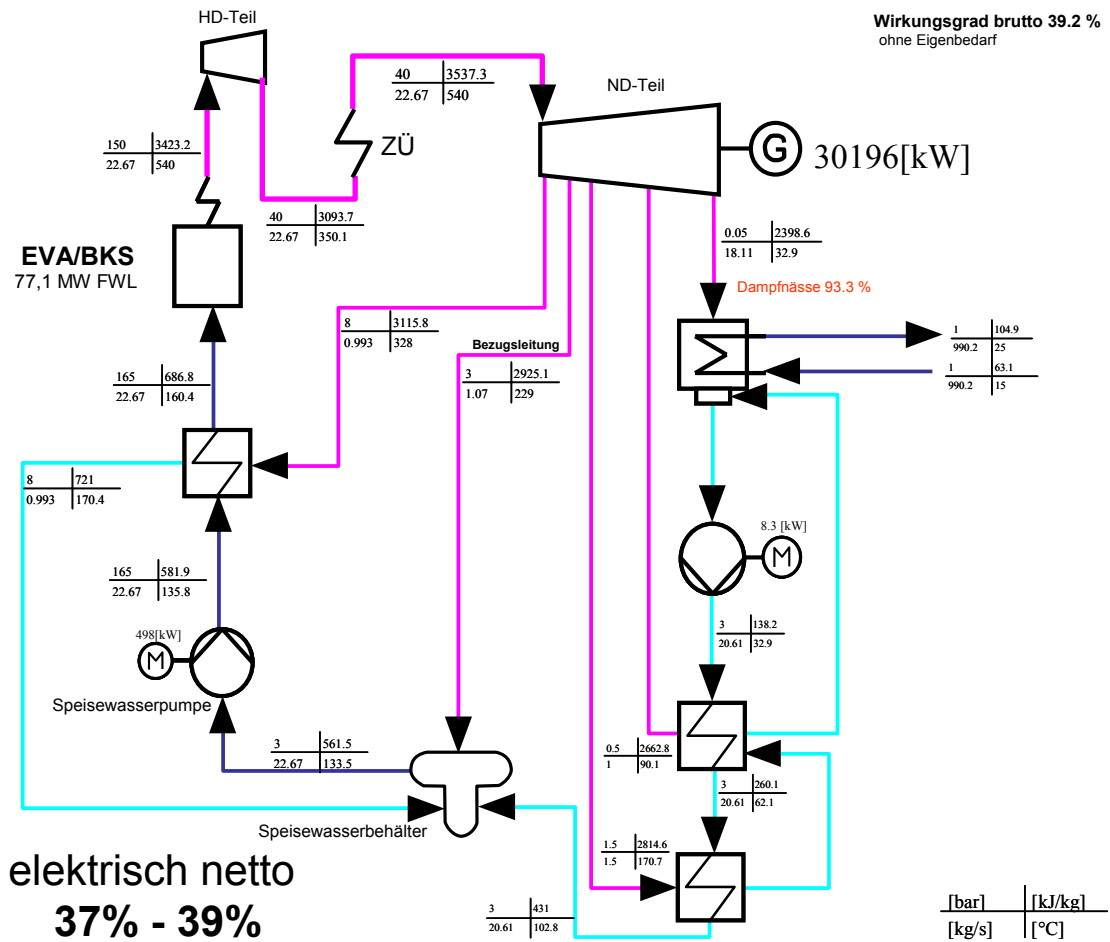 HD-Teil
Wirkungsgrad brutto 39.2 %
ohne Eigenbedarf
40 3537.3
22.67 540
ND-Teil
ZÜ
G
30196[kW]
150 3423.2
22.67 540
40 3093.7
22.67 350.1
0.05 2398.6
18.11 32.9
EVA/BKS
77,1 MW FWL
Dampfnässe 93.3 %
8 3115.8
0.993 328
Bezugsleitung
3 2925.1
1.07 229
1 104.9
990.2 25
1 63.1
990.2 15
165 686.8
22.67 160.4
8 721
0.993 170.4
8.3 [kW]
M
165 581.9
22.67 135.8
3 138.2
20.61 32.9
498[kW]
M
Speisewasserpumpe
3 561.5
22.67 133.5
0.5 2662.8
1 90.1
3 260.1
20.61 62.1
Speisewasserbehälter
1.5 2814.6
1.5 170.7
elektrisch netto
37% - 39%
3 431
20.61 102.8
[bar] [kJ/kg]
[kg/s] [°C]